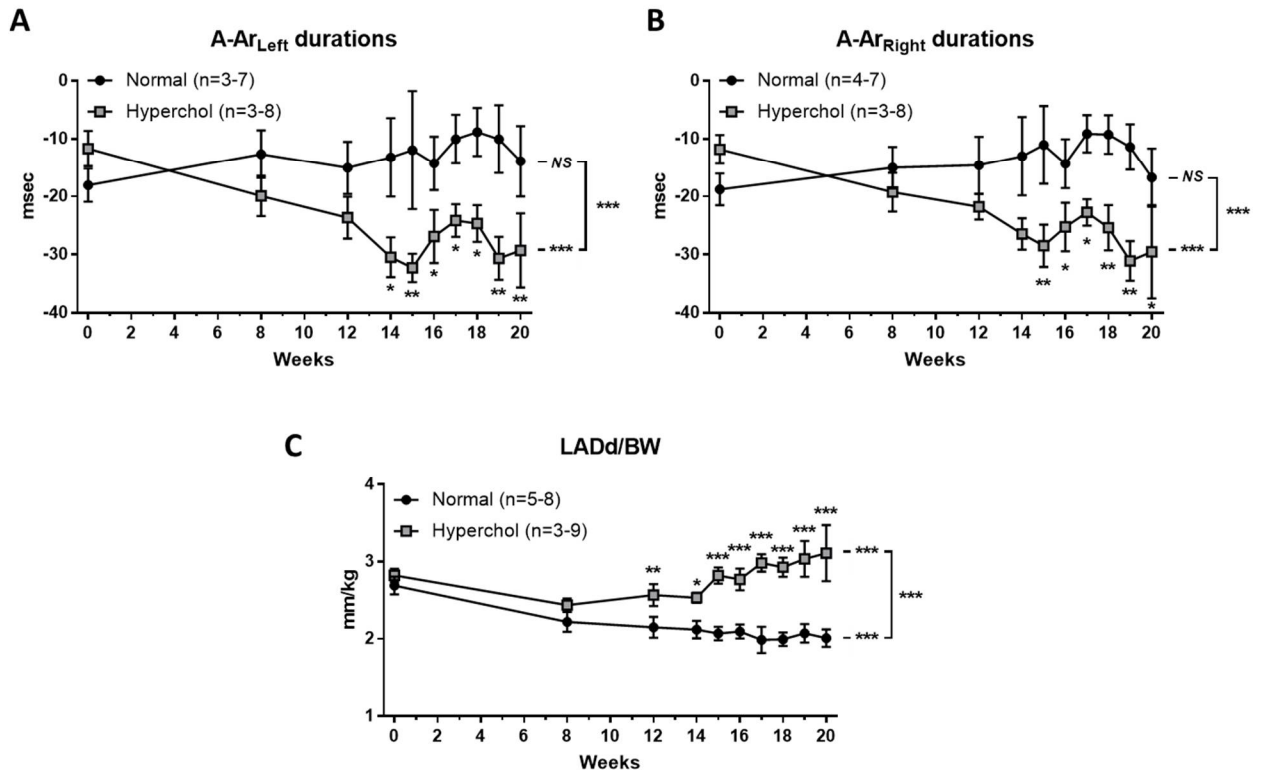 A
A-ArLeft durations
Normal (n=3-7)
Hyperchol (n=3-8)
0
-10
-20
-30
-40
msec
NS
***
***
* ** * * * ** **
0 2 4 6 8 10 12 14 16 18 20
Weeks
B
A-ArRight durations
Normal (n=4-7)
Hyperchol (n=3-8)
0
-10
-20
-30
-40
msec
NS
***
***
** * * ** ** *
0 2 4 6 8 10 12 14 16 18 20
Weeks
C
LADd/BW
Normal (n=5-8)
Hyperchol (n=3-9)
4
3
2
1
mm/kg
** * *** *** *** *** *** ***
***
***
***
0 2 4 6 8 10 12 14 16 18 20
Weeks